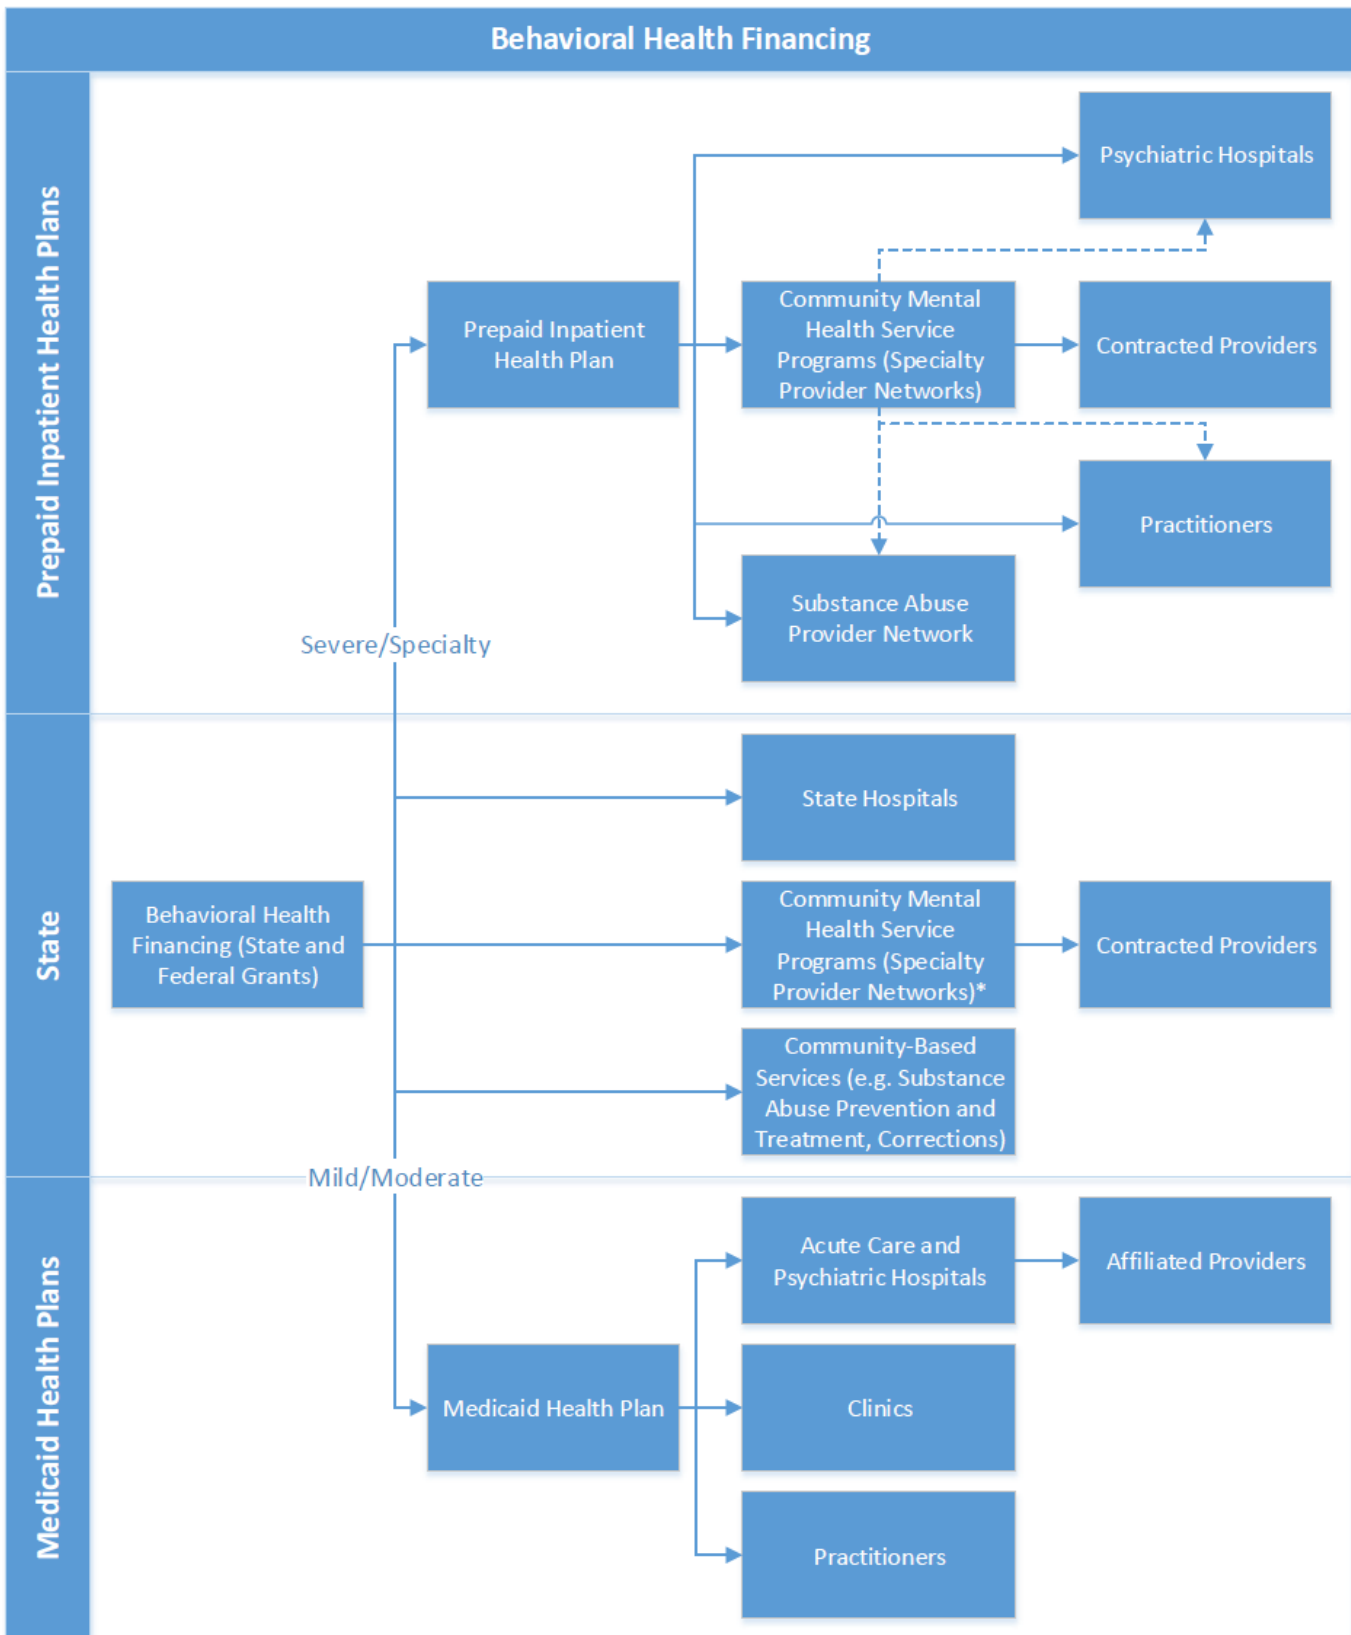 Behavioral Health Financing
Prepaid Inpatient Health Plans
Psychiatric Hospitals
Prepaid Inpatient
Health Plan
Community Mental
Health Service
Programs (Specialty
Provider Networks)
Contracted Providers
Practitioners
Substance Abuse
Provider Network
Severe/Specialty
State
State Hospitals
Behavioral Health
Financing (State and
Federal Grants)
Community Mental
Health Service
Programs (Specialty
Provider Networks)*
Contracted Providers
Community-Based
Services (e.g. Substance
Abuse Prevention and
Treatment, Corrections)
Mild/Moderate
Medicaid Health Plans
Acute Care and
Psychiatric Hospitals
Affiliated Providers
Medicaid Health Plan
Clinics
Practitioners